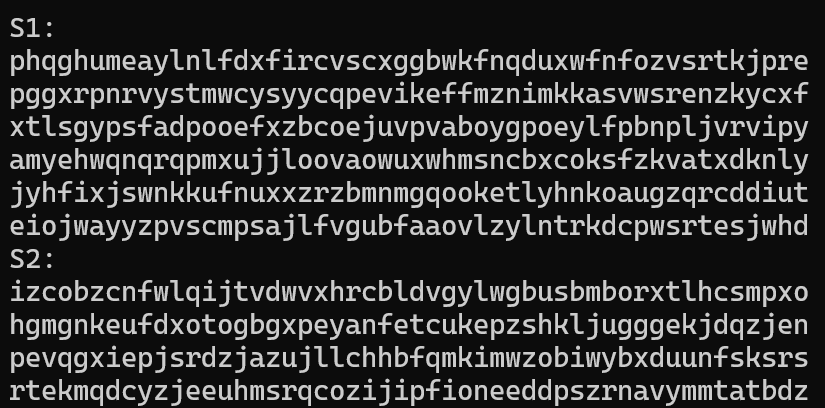 S1:
phqghumeaylnlfdxfircvscxggbwkfnqduxwfnfozvsrtkjpre
pggxrpnrvystmwcysyycqpevikeffmznimkkasvwsrenzkycxf
xtlsgypsfadpooefxzbcoejuvpvaboygpoeylfpbnpljvrvipy
amyehwqnqrqpmxujjloovaowuxwhmsncbxcoksfzkvatxdknly
jyhfixjswnkkufnuxxzrzbmnmgqooketlyhnkoaugzqrcddiut
eiojwayyzpvscmpsajlfvgubfaaovlzylntrkdcpwsrtesjwhd
S2:
izcobzcnfwlqijtvdwvxhrcbldvgylwgbusbmborxtlhcsmpxo
hgmgnkeufdxotogbgxpeyanfetcukepzshkljugggekjdqzjen
pevqgxiepjsrdzjazujllchhbfqmkimwzobiwybxduunfsksrs
rtekmqdcyzjeeuhmsrqcozijipfioneeddpszrnavymmtatbdz